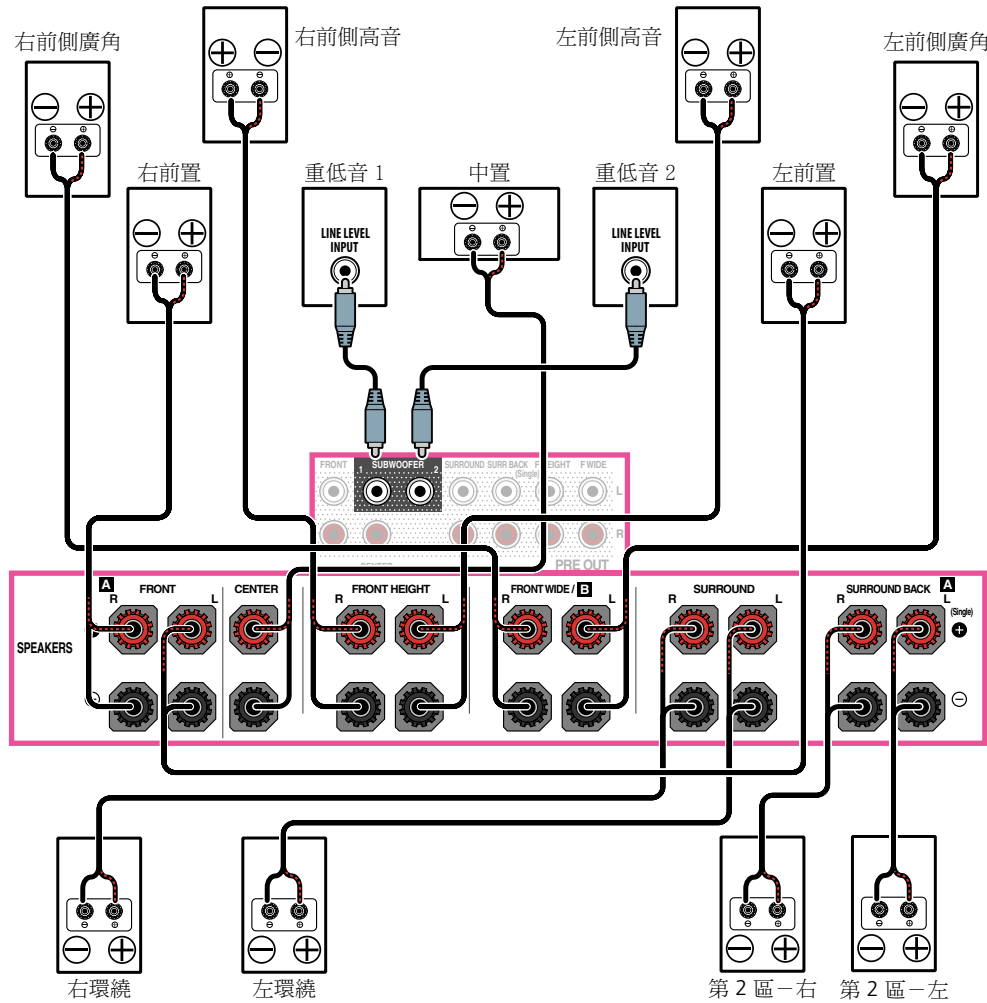 右前側廣角
右前側高音
左前側高音
左前側廣角
右前置
重低音 1
中置
重低音 2
左前置
LINE LEVEL
INPUT
LINE LEVEL
INPUT
FRONT
SUBWOOFER
1
2
SURROUND
SURR BACK
(Single)
F WIDE
L
R
PRE OUT
A
FRONT
R
L
CENTER
FRONT HEIGHT
R
L
FRONT WIDE / B
R
L
SURROUND
R
L
SURROUND BACK A
R
L
(Single)
SPEAKERS
右環繞
左環繞
第 2 區－右
第 2 區－左